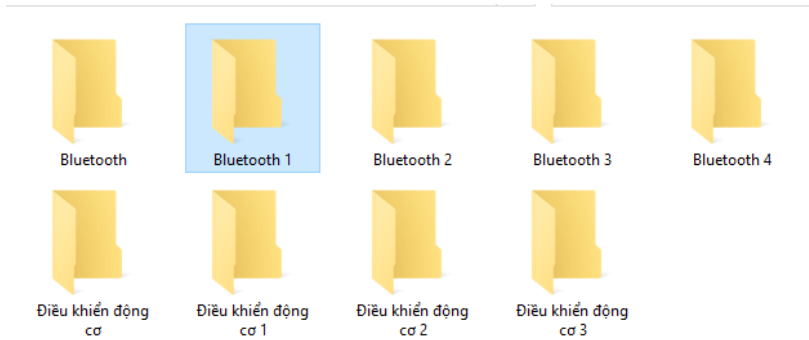 Bluetooth
Bluetooth 1
Bluetooth 2
Bluetooth 3
Bluetooth 4
Điều khiển động
cơ
Điều khiển động
cơ 1
Điều khiển động
cơ 2
Điều khiển động
cơ 3